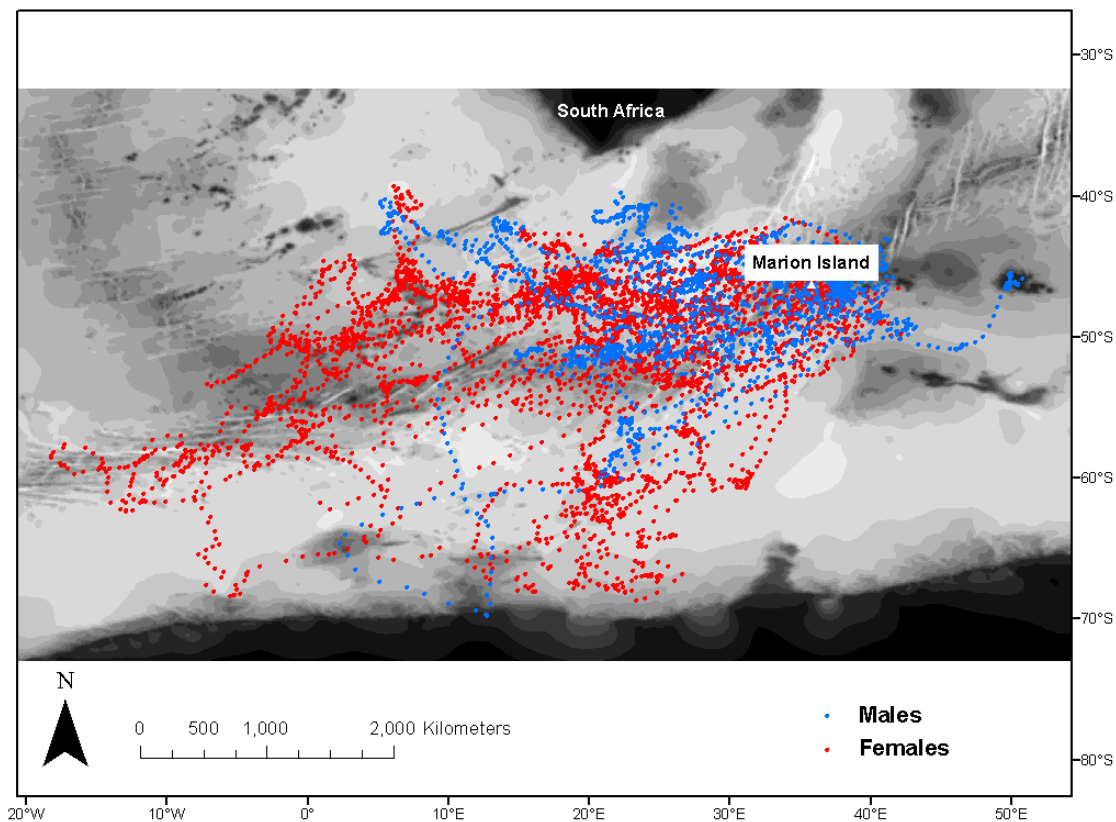 30°S
South Africa
40°S
Marion Island
50°S
60°S
70°S
N
0 500 1,000 2,000 Kilometers
Males
Females
80°S
20°W 10°W 0° 10°E 20°E 30°E 40°E 50°E